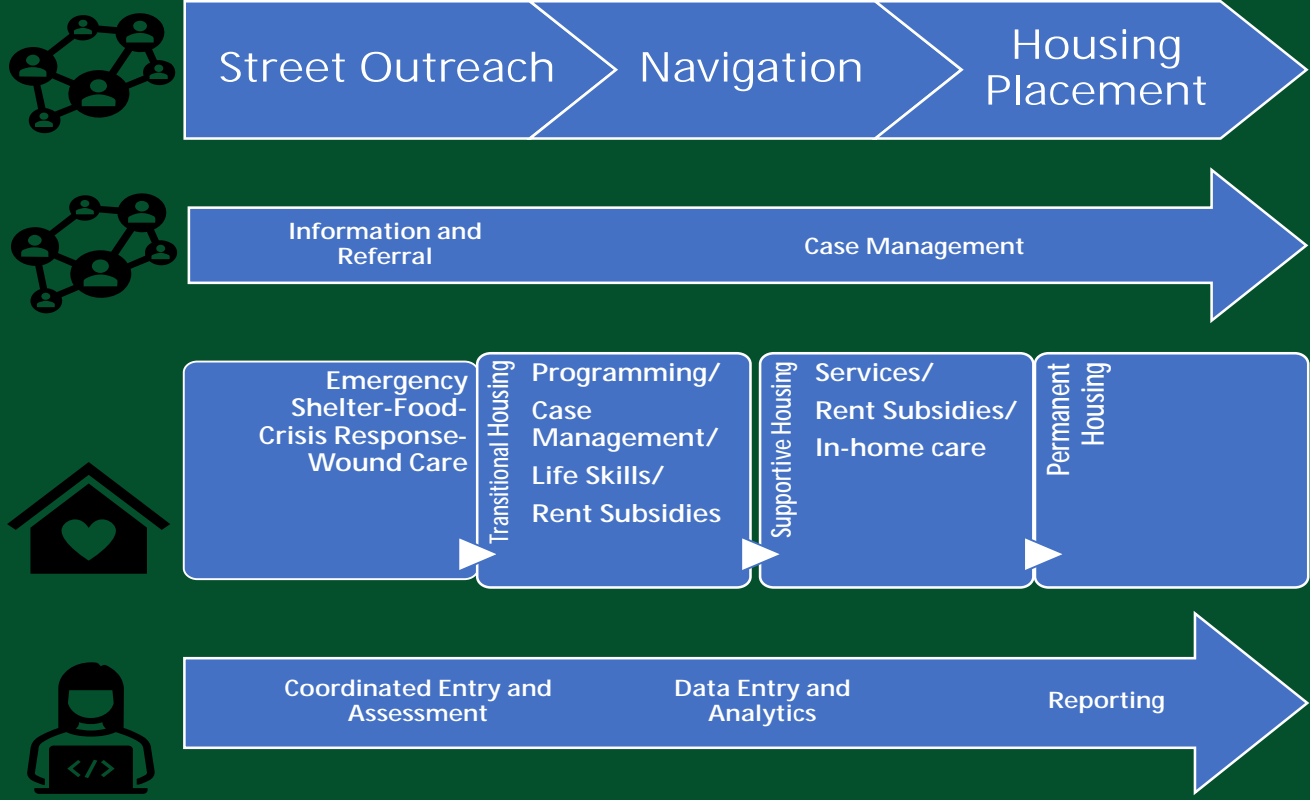 Street Outreach
Navigation
Housing
Placement
Information and
Referral
Case Management
Emergency
Shelter-Food-
Crisis Response-
Wound Care
Transitional Housing
Programming/
Case
Management/
Life Skills/
Rent Subsidies
Supportive Housing
Services/
Rent Subsidies/
In-home care
Permanent
Housing
Coordinated Entry and
Assessment
Data Entry and
Analytics
Reporting
</>